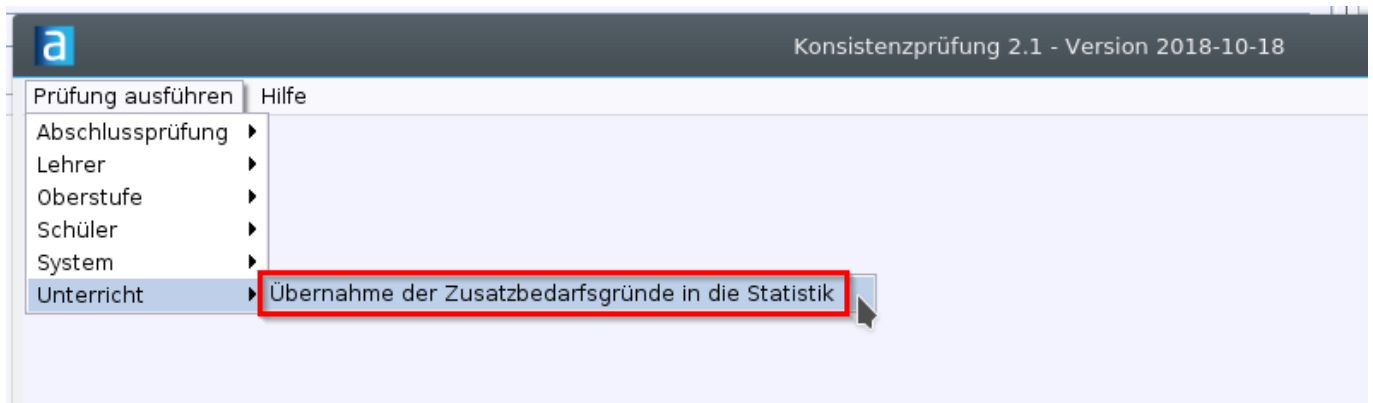 a
Konsistenzprüfung 2.1 - Version 2018-10-18
Prüfung ausführen Hilfe
Abschlussprüfung
Lehrer
Oberstufe
Schüler
System
Unterricht Übernahme der Zusatzbedarfsgründe in die Statistik